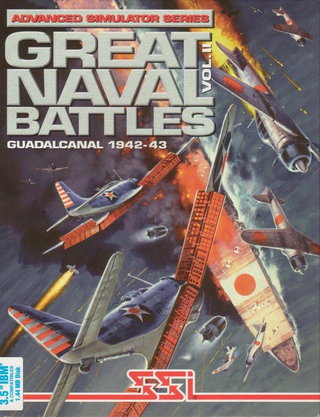 ADVANCED SIMULATOR SERIES
GREAT
NAVAL
VOL. II
BATTLES
GUADALCANAL 1942-43
3.5" IBM®
& COMPATIBLES
1.44 MB Disk
SSI